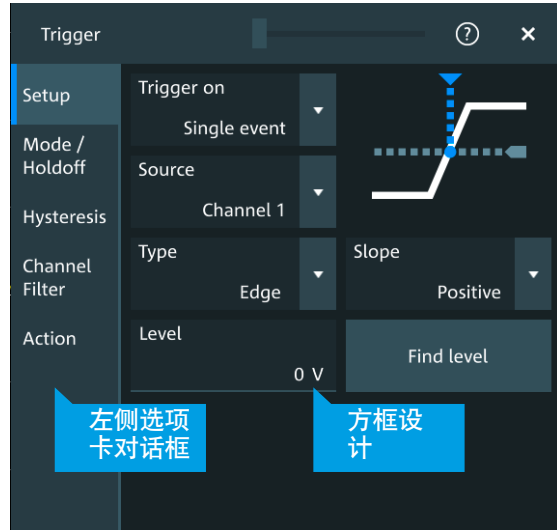 Trigger
?
×
Setup
Mode /
Holdoff
Hysteresis
Channel
Filter
Action
Trigger on
Single event
Source
Channel 1
Type
Edge
Slope
Positive
Level
0 V
Find level
左侧选项
卡对话框
方框设
计